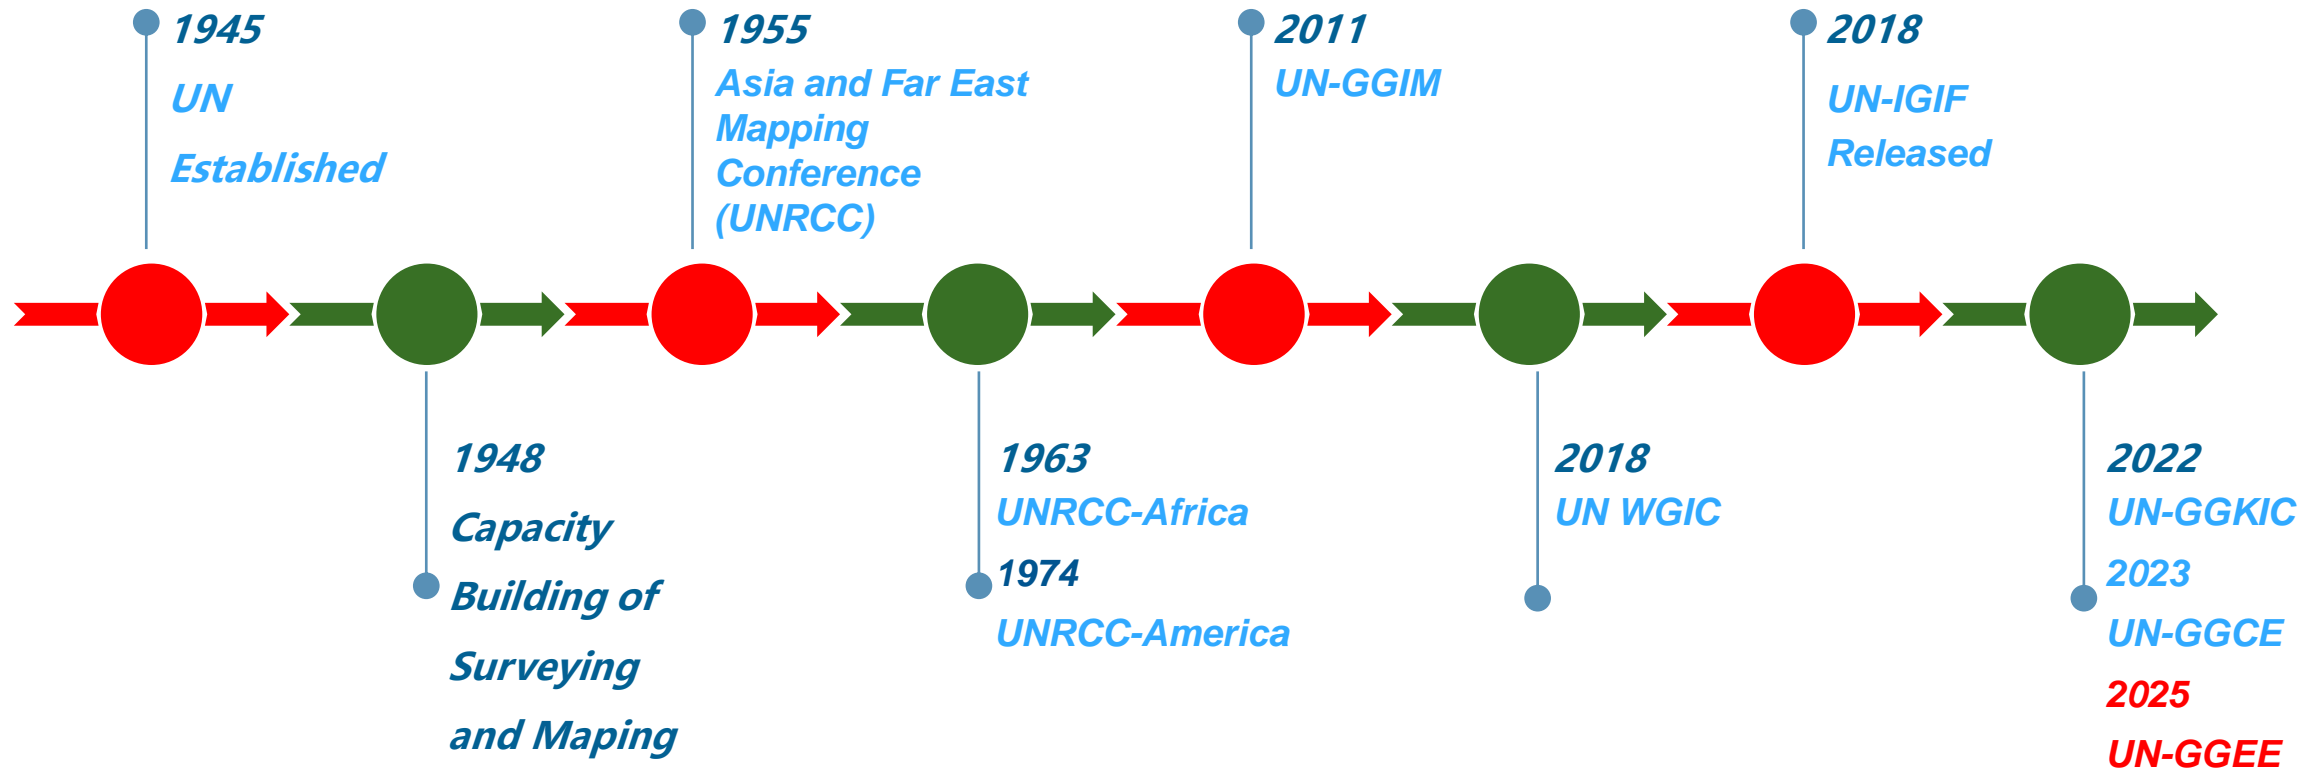 1945
UN
Established
1955
Asia and Far East
Mapping
Conference
(UNRCC)
2011
UN-GGIM
2018
UN-IGIF
Released
1948
Capacity
Building of
Surveying
and Maping
1963
UNRCC-Africa
1974
UNRCC-America
2018
UN WGIC
2022
UN-GGKIC
2023
UN-GGCE
2025
UN-GGEE